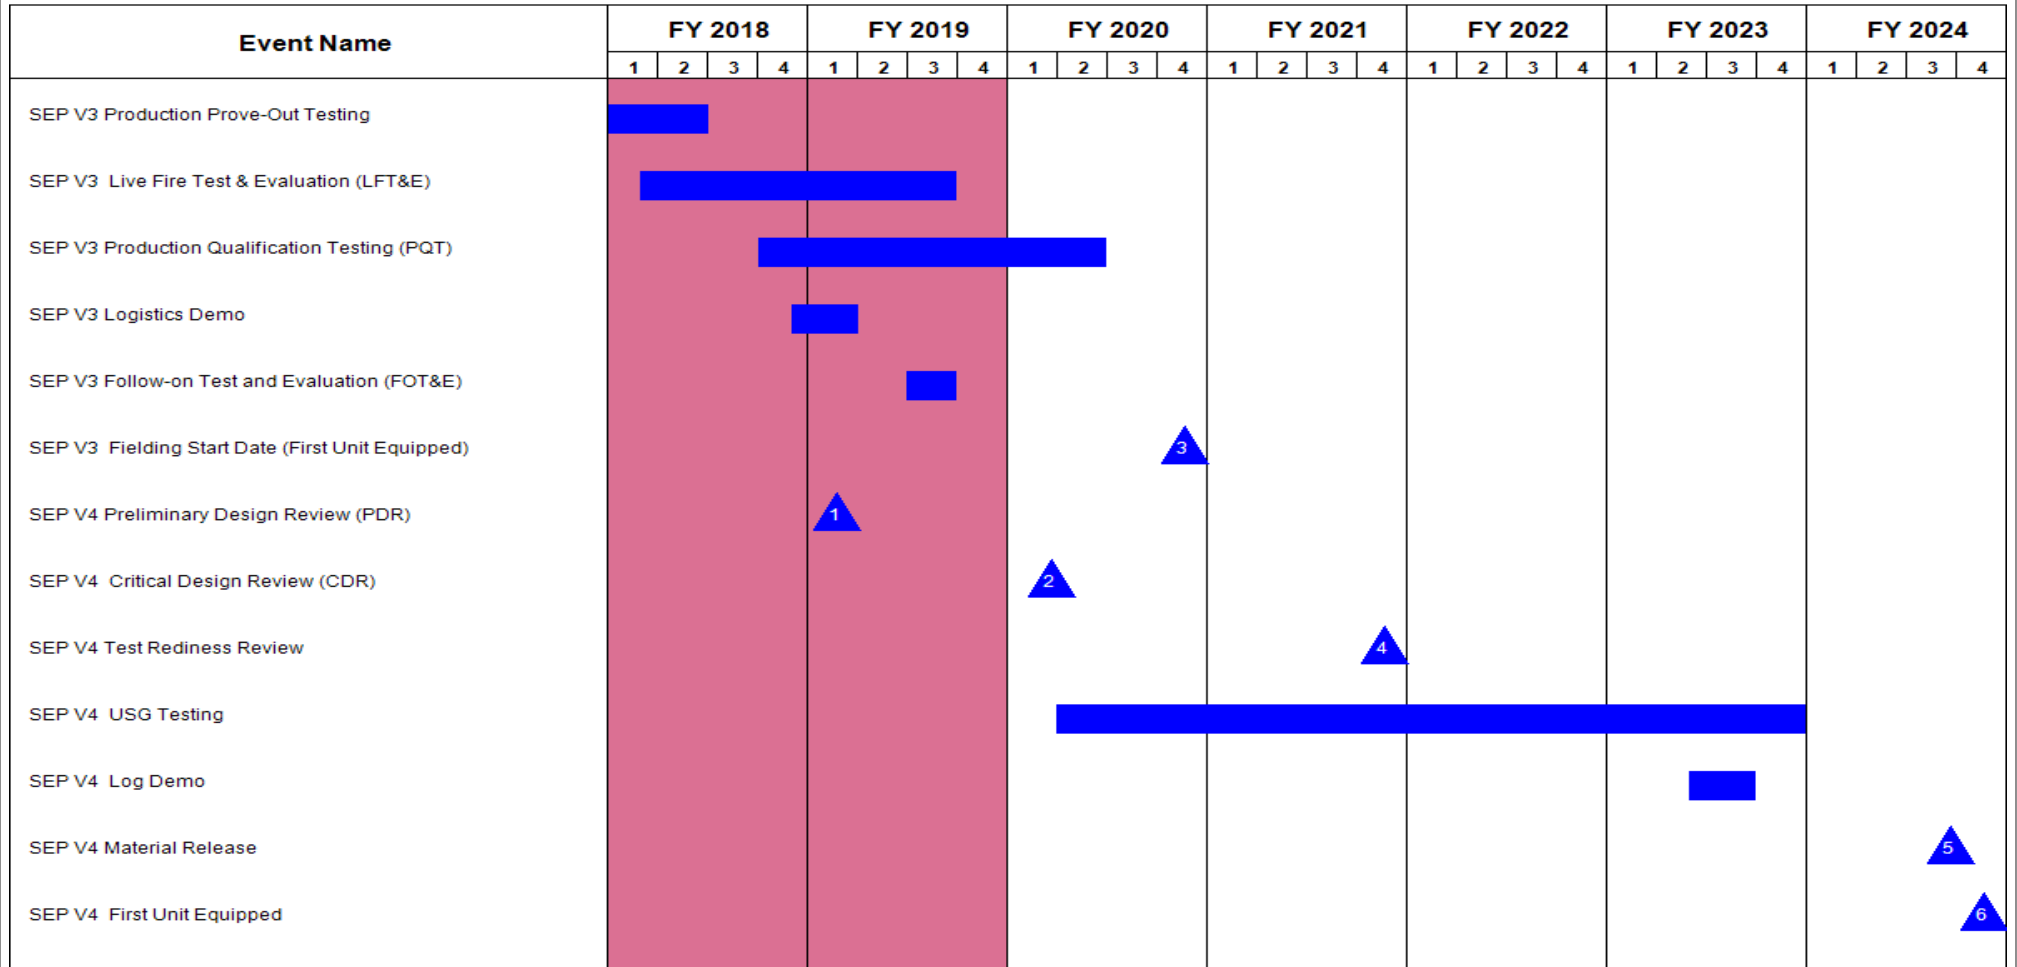 Event Name
FY 2018 FY 2019 FY 2020 FY 2021 FY 2022 FY 2023 FY 2024
1 2 3 4 1 2 3 4 1 2 3 4 1 2 3 4 1 2 3 4 1 2 3 4 1 2 3 4
SEP V3 Production Prove-Out Testing
SEP V3 Live Fire Test & Evaluation (LFT&E)
SEP V3 Production Qualification Testing (PQT)
SEP V3 Logistics Demo
SEP V3 Follow-on Test and Evaluation (FOT&E)
SEP V3 Fielding Start Date (First Unit Equipped) 3
SEP V4 Preliminary Design Review (PDR) 1
SEP V4 Critical Design Review (CDR) 2
SEP V4 Test Rediness Review 4
SEP V4 USG Testing
SEP V4 Log Demo
SEP V4 Material Release 5
SEP V4 First Unit Equipped 6